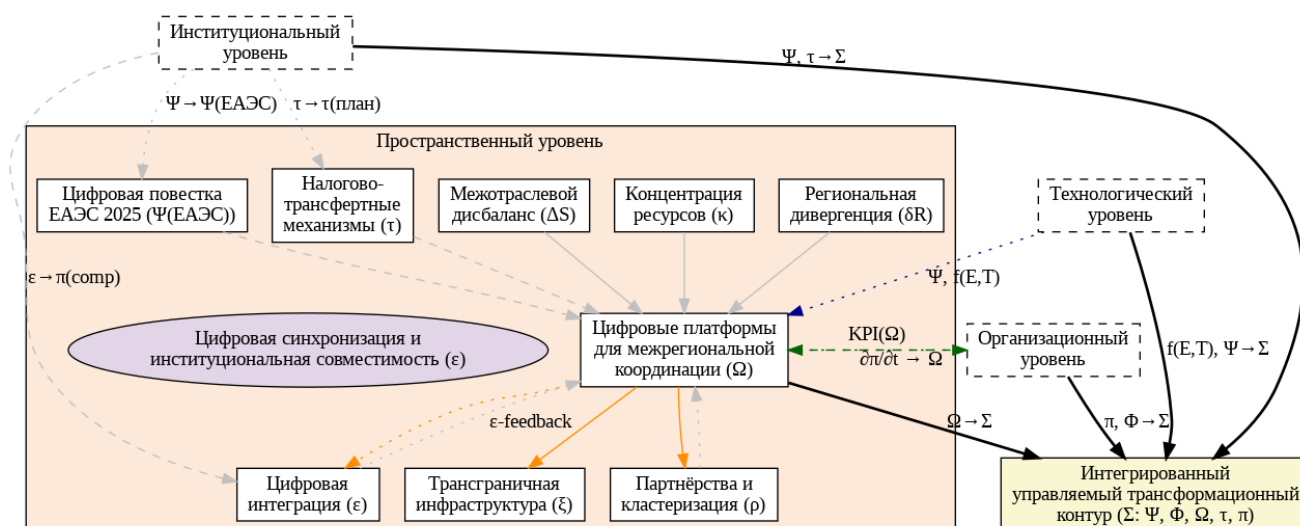 Институциональный
уровень
Ψ, τ→Σ
Ψ→Ψ(ЕАЭС)
τ→τ(план)
Пространственный уровень
Цифровая повестка
ЕАЭС 2025 (Ψ(ЕАЭС))
Налогово-
трансфертные
механизмы (τ)
Межотраслевой
дисбаланс (ΔS)
Концентрация
ресурсов (κ)
Региональная
дивергенция (δR)
Технологический
уровень
ε→π(comp)
Ψ, f(E,T)
Цифровая синхронизация и
институциональная совместимость (ε)
Цифровые платформы
для межрегиональной
координации (Ω)
KPI(Ω)
∂π/∂t → Ω
Организационный
уровень
f(E,T), Ψ→Σ
ε-feedback
Ω→Σ
π, Φ→Σ
Цифровая
интеграция (ε)
Трансграничная
инфраструктура (ξ)
Партнёрства и
кластеризация (ρ)
Интегрированный
управляемый трансформационный
контур (Σ: Ψ, Φ, Ω, τ, π)